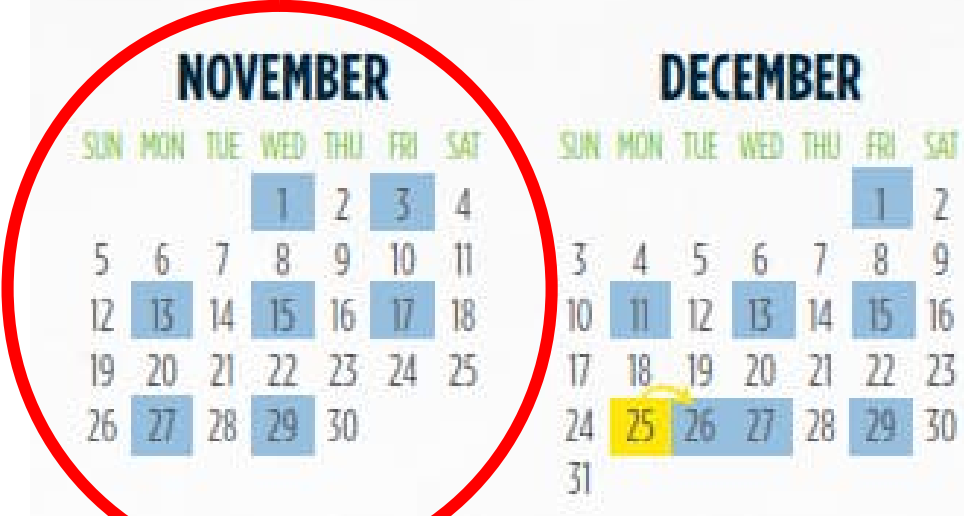 NOVEMBER
SUN MON TUE WED THU FRI SAT
1 2 3 4
5 6 7 8 9 10 11
12 13 14 15 16 17 18
19 20 21 22 23 24 25
26 27 28 29 30
DECEMBER
SUN MON TUE WED THU FRI SAT
1 2
3 4 5 6 7 8 9
10 11 12 13 14 15 16
17 18 19 20 21 22 23
24 25 26 27 28 29 30
31